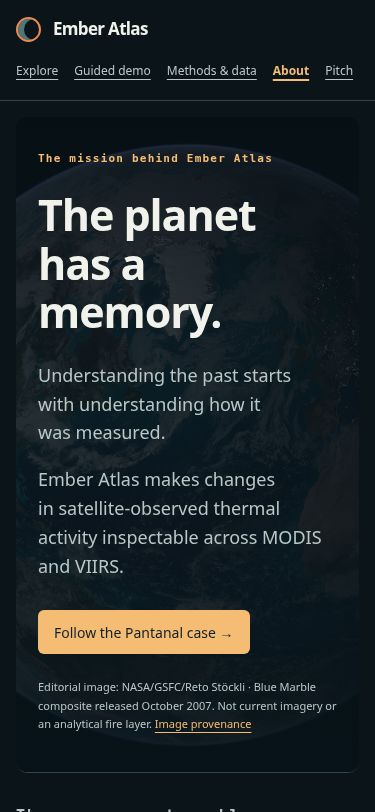 Ember Atlas
Explore Guided demo Methods & data About Pitch
The mission behind Ember Atlas
The planet
has a
memory.
Understanding the past starts
with understanding how it
was measured.
Ember Atlas makes changes
in satellite-observed thermal
activity inspectable across MODIS
and VIIRS.
Follow the Pantanal case →
Editorial image: NASA/GSFC/Reto Stöckli · Blue Marble
composite released October 2007. Not current imagery or
an analytical fire layer. Image provenance